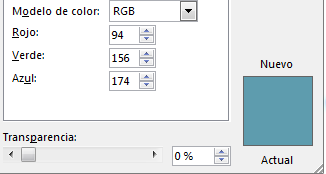 Modelo de color: RGB
Rojo: 94
Verde: 156
Azul: 174
Nuevo
Transparencia:
0 %
Actual